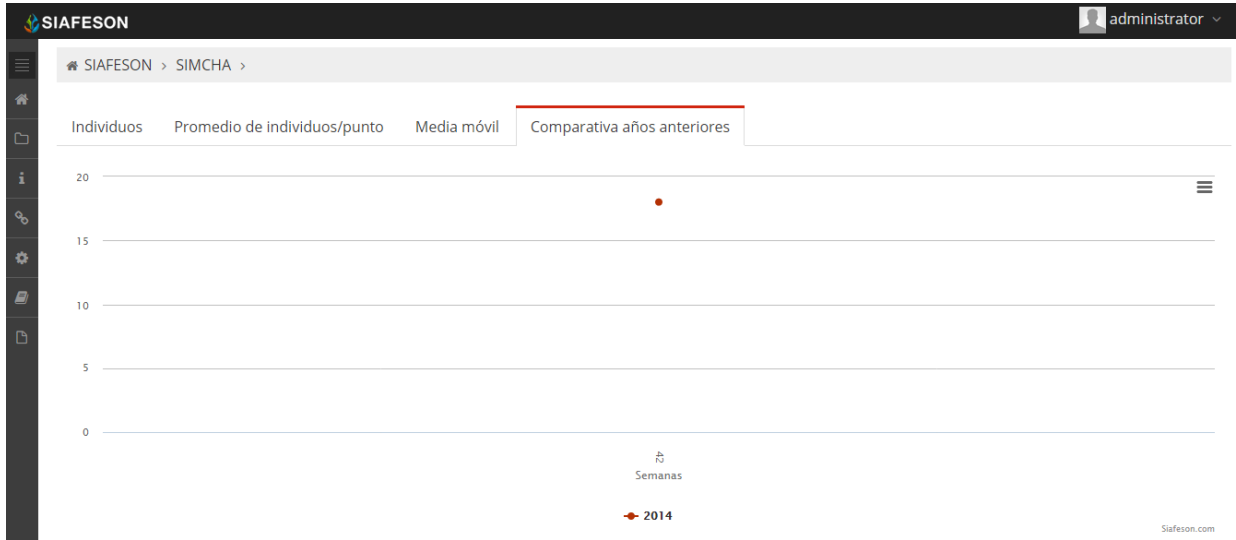 SIAFESON
administrator
SIAFESON > SIMCHA >
Individuos Promedio de individuos/punto Media móvil Comparativa años anteriores
20
15
10
5
0
42
Semanas
2014
Siafeson.com